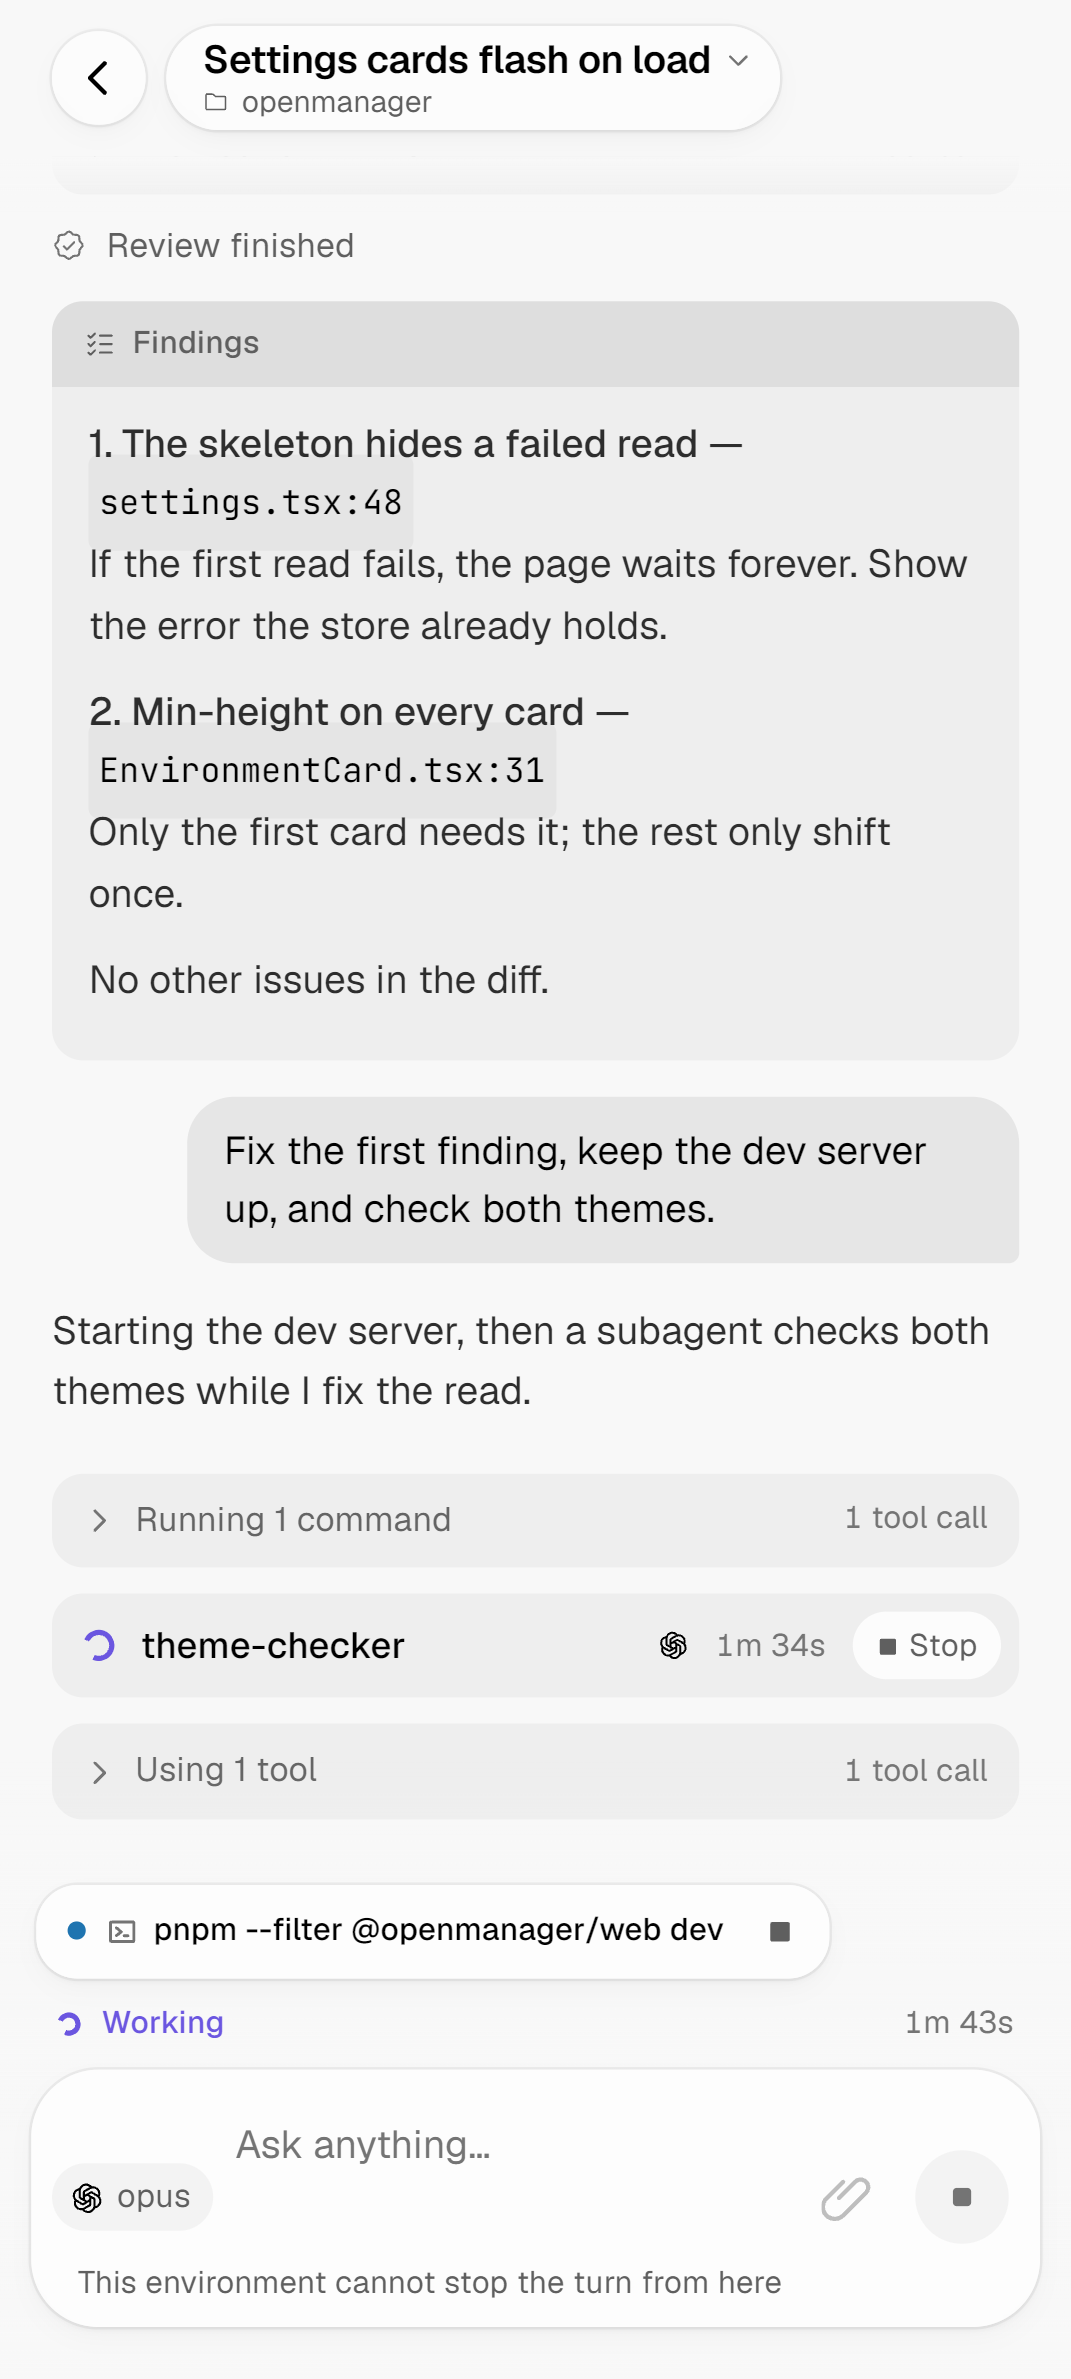 Settings cards flash on load
openmanager
Review finished
Findings
1. The skeleton hides a failed read —
settings.tsx:48
If the first read fails, the page waits forever. Show
the error the store already holds.
2. Min-height on every card —
EnvironmentCard.tsx:31
Only the first card needs it; the rest only shift
once.
No other issues in the diff.
Fix the first finding, keep the dev server
up, and check both themes.
Starting the dev server, then a subagent checks both
themes while I fix the read.
Running 1 command 1 tool call
theme-checker 1m 34s Stop
Using 1 tool 1 tool call
pnpm --filter @openmanager/web dev
Working 1m 43s
Ask anything...
opus
This environment cannot stop the turn from here